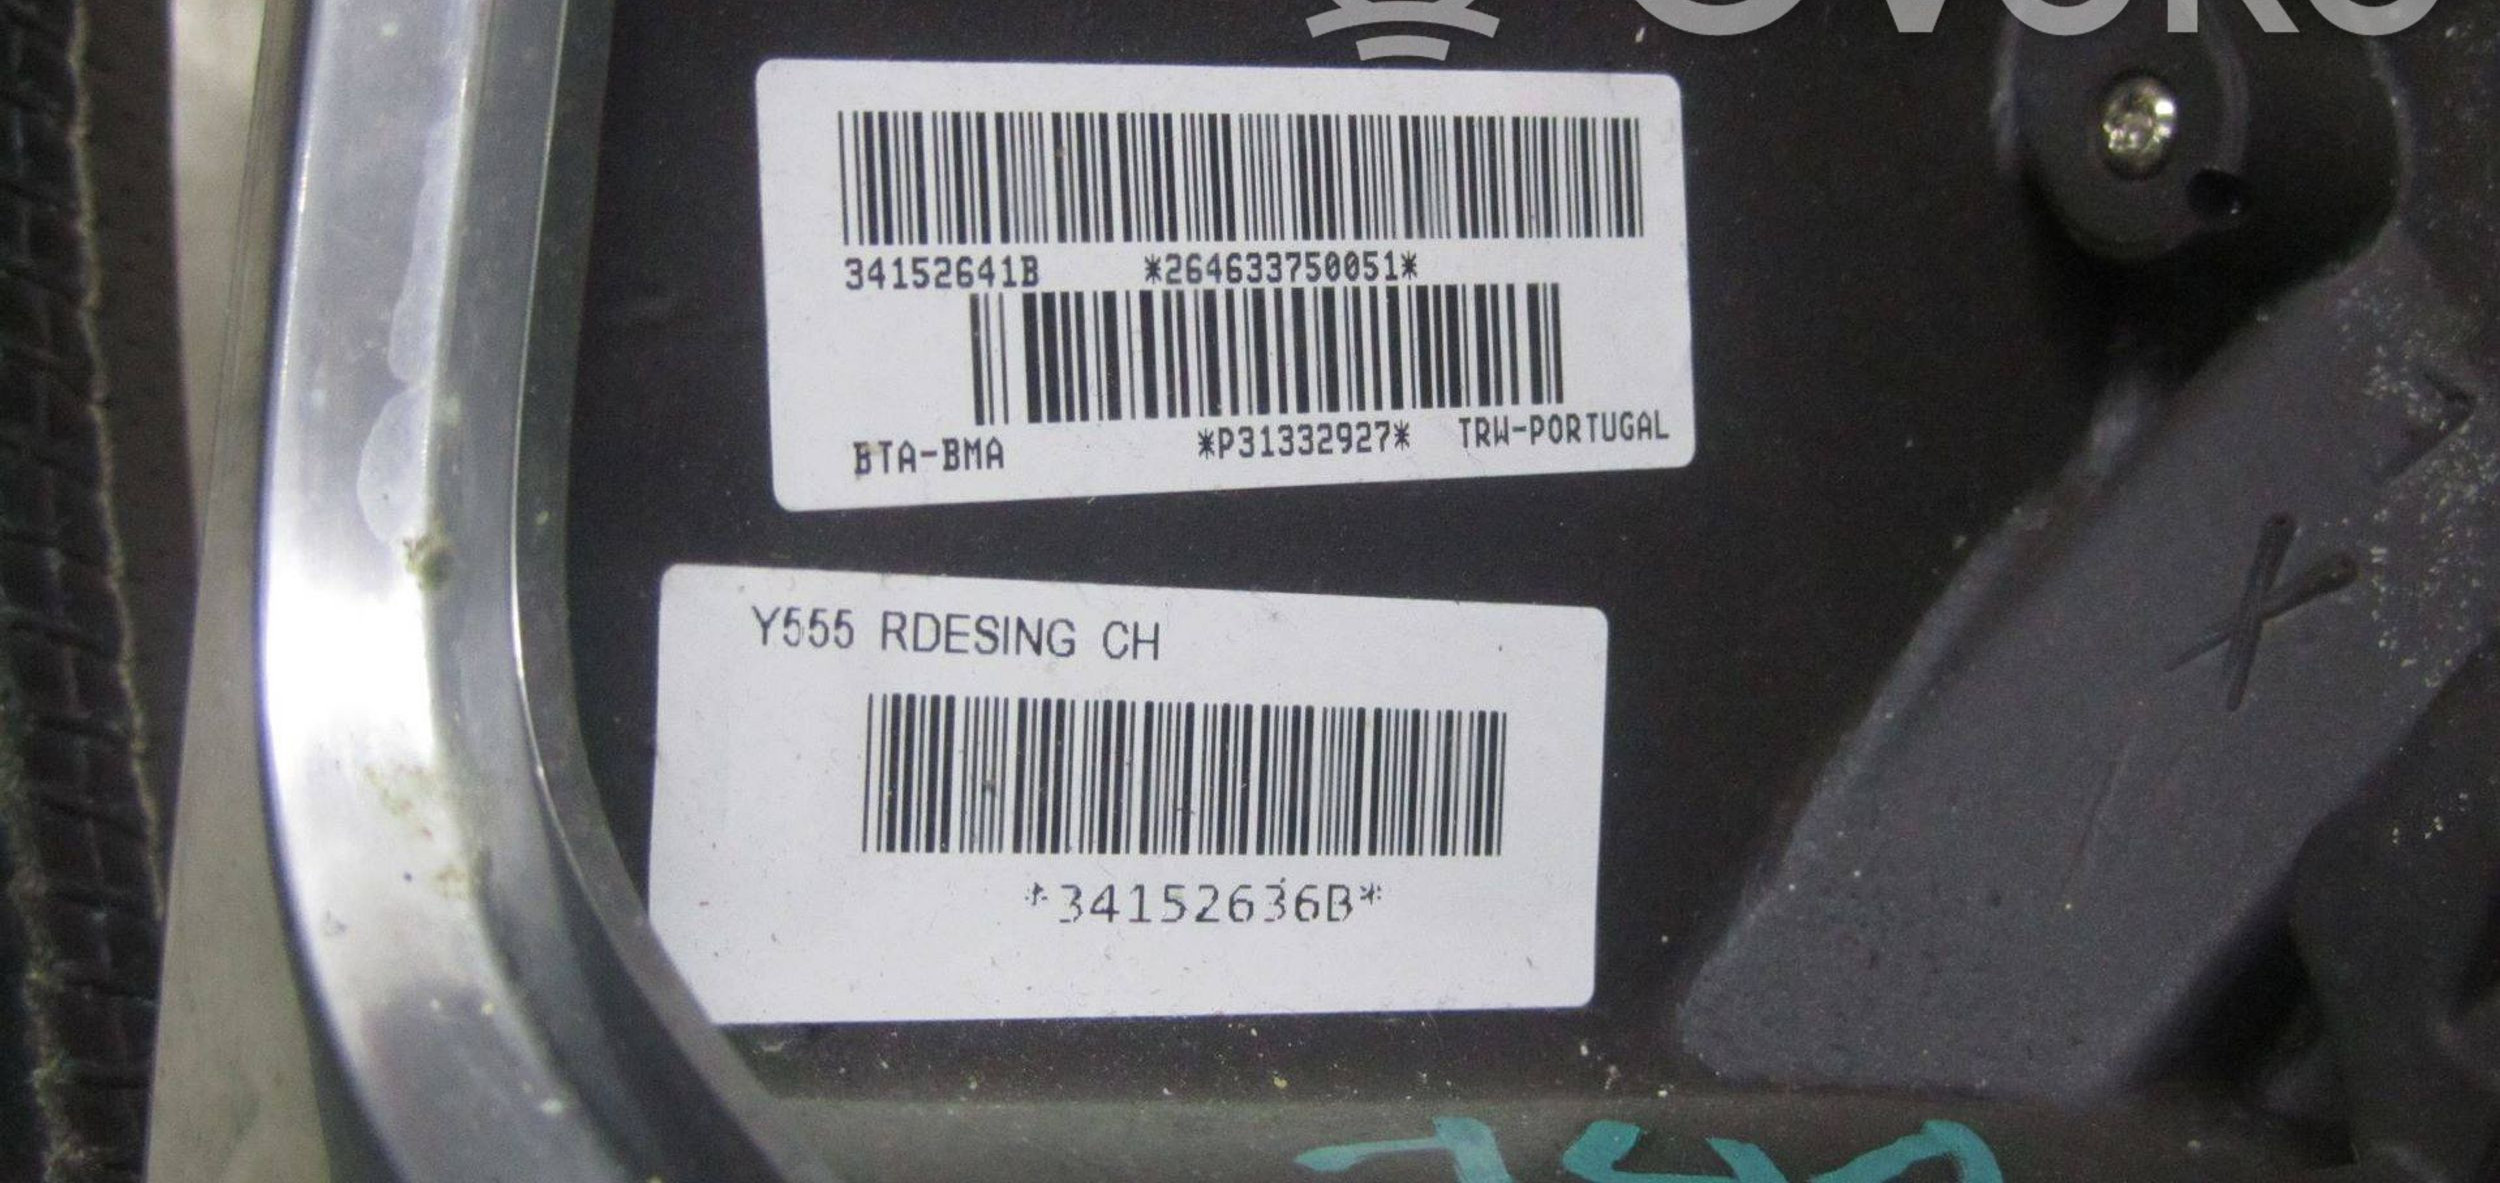 34152641B *264633750051*
BTA-BMA *P31332927* TRW-PORTUGAL
Y555 RDESING CH
*34152636B*